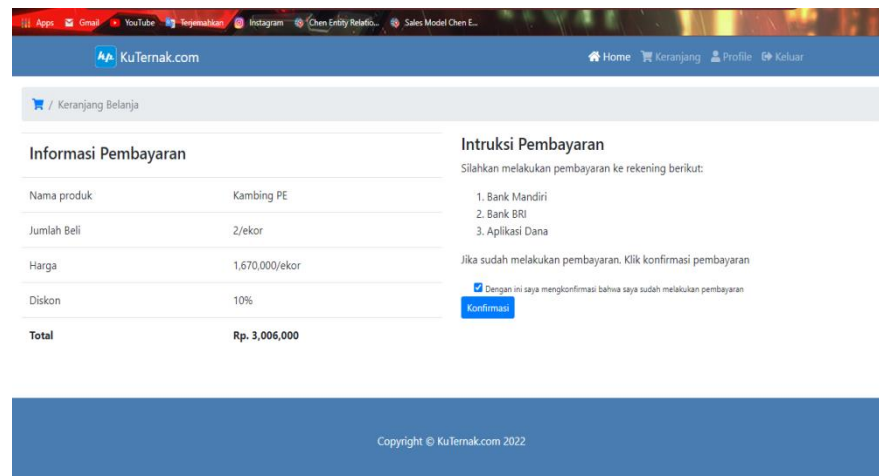 Apps Gmail YouTube Terjemahkan Instagram Chen Entity Relatio... Sales Model Chen E...
KuTernak.com Home Keranjang Profile Keluar
/ Keranjang Belanja
Informasi Pembayaran
Nama produk Kambing PE
Jumlah Beli 2/ekor
Harga 1,670,000/ekor
Diskon 10%
Total Rp. 3,006,000
Intruksi Pembayaran
Silahkan melakukan pembayaran ke rekening berikut:
1. Bank Mandiri
2. Bank BRI
3. Aplikasi Dana
Jika sudah melakukan pembayaran. Klik konfirmasi pembayaran
Dengan ini saya mengkonfirmasi bahwa saya sudah melakukan pembayaran
Konfirmasi
Copyright © KuTernak.com 2022